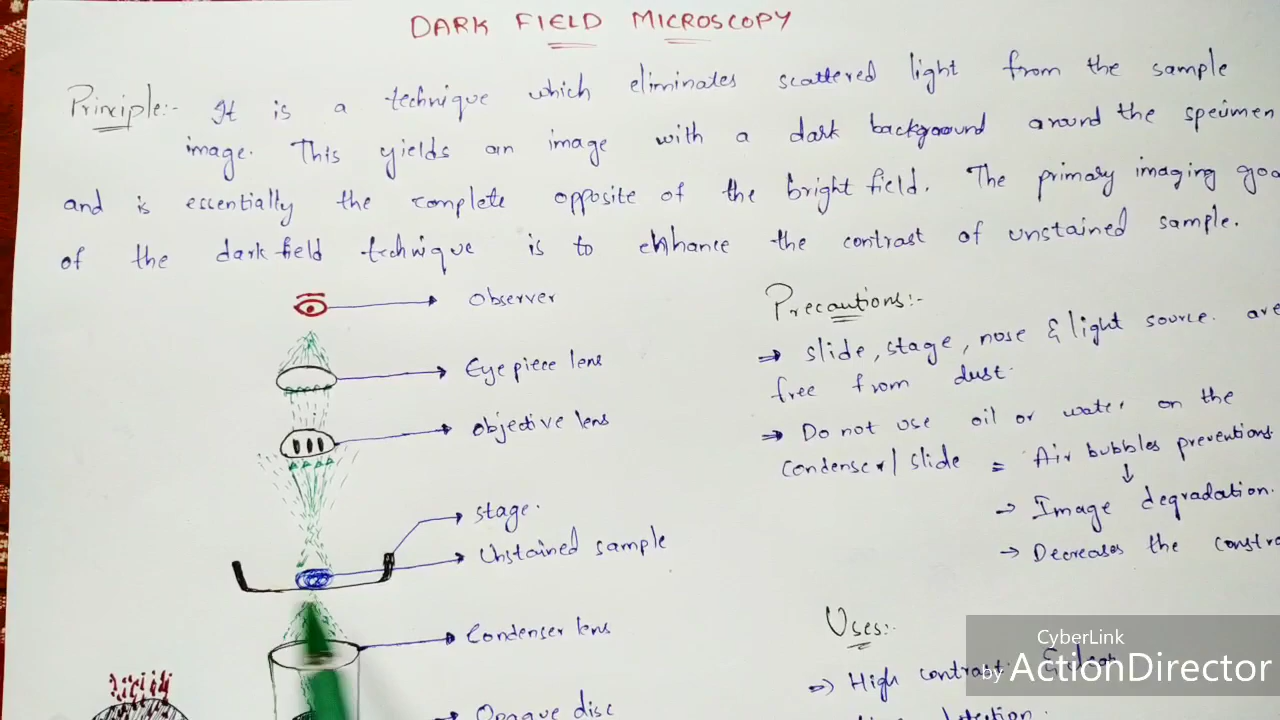 DARK FIELD MICROSCOPY
Principle:- It is a technique which eliminates scattered light from the sample
image. This yields an image with a dark background around the specimen
and is essentially the complete opposite of the bright field. The primary imaging goa
of the dark field technique is to enhance the contrast of unstained sample.
Observer
Eye piece lens
objective lens
stage.
Unstained sample
Condenser lens
Opaque disc
Precautions:-
→ slide, stage, nose & light source. are
free from dust.
→ Do not use oil or water on the
condenser / slide = Air bubbles preventions.
↓
→ Image degradation.
→ Decreases the constra
Uses:-
→ High contrast & clear
detection.
CyberLink
by ActionDirector